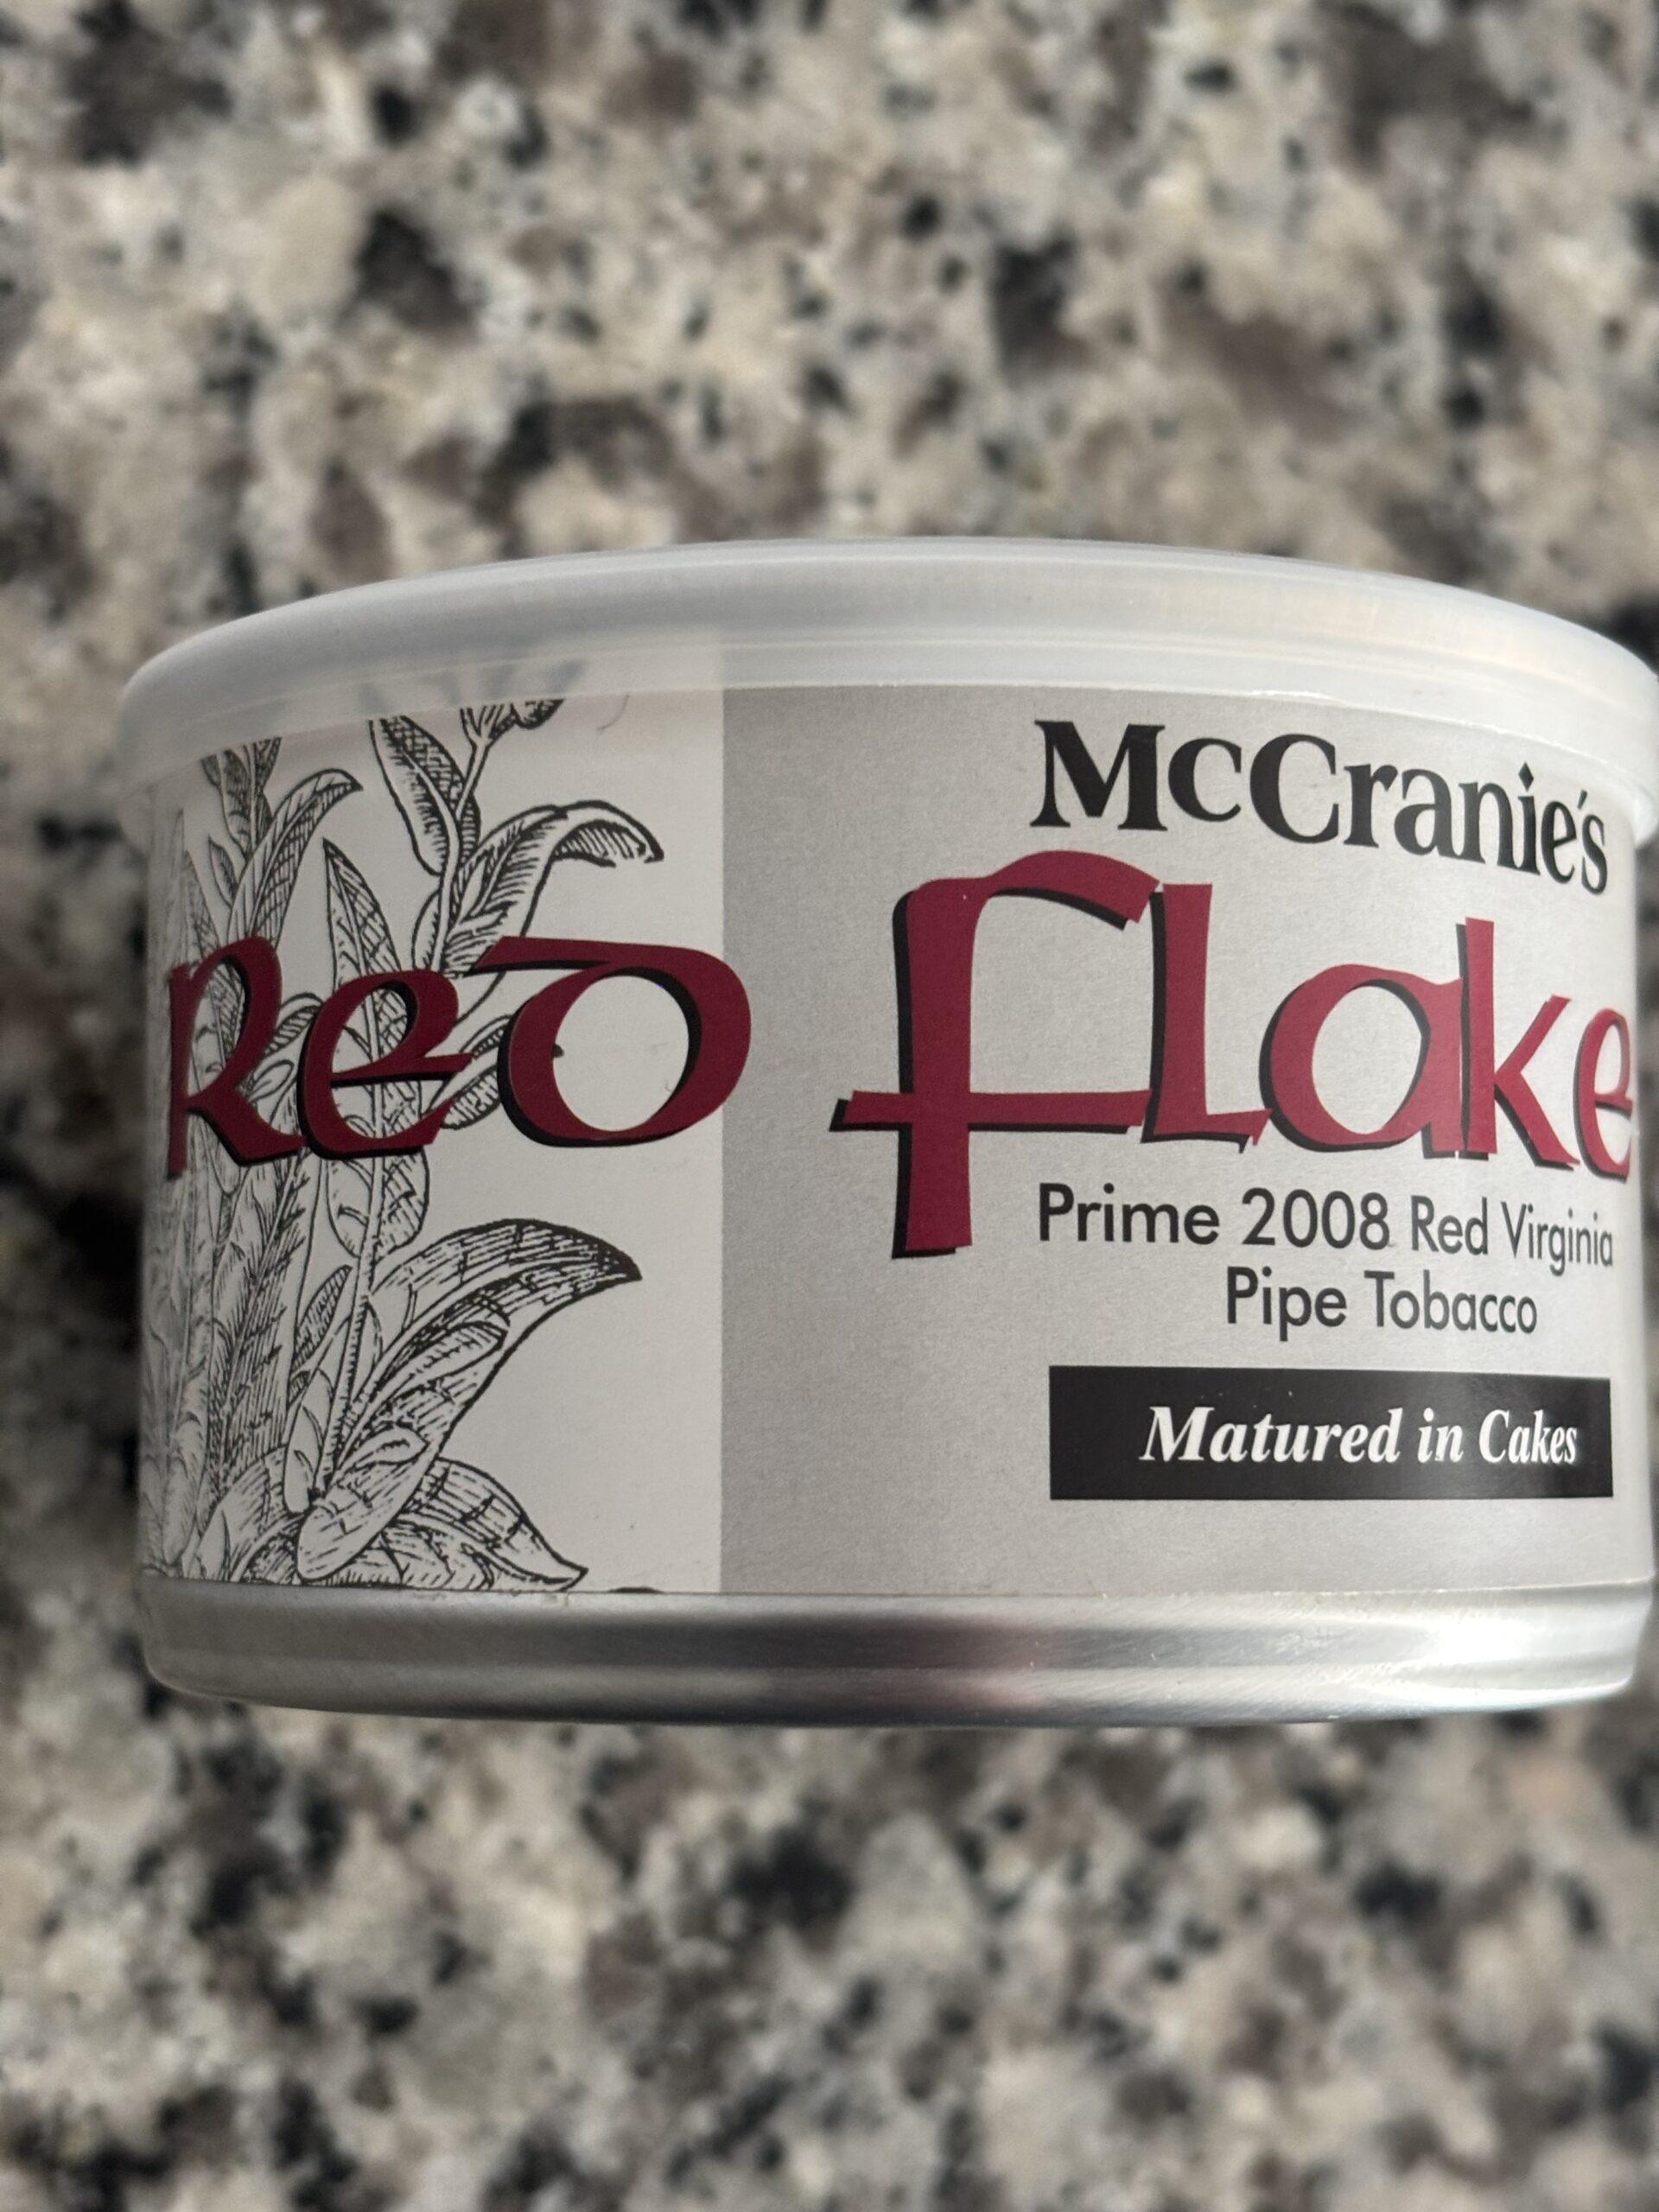 McCranie's
Red Flake
Prime 2008 Red Virginia
Pipe Tobacco
Matured in Cakes